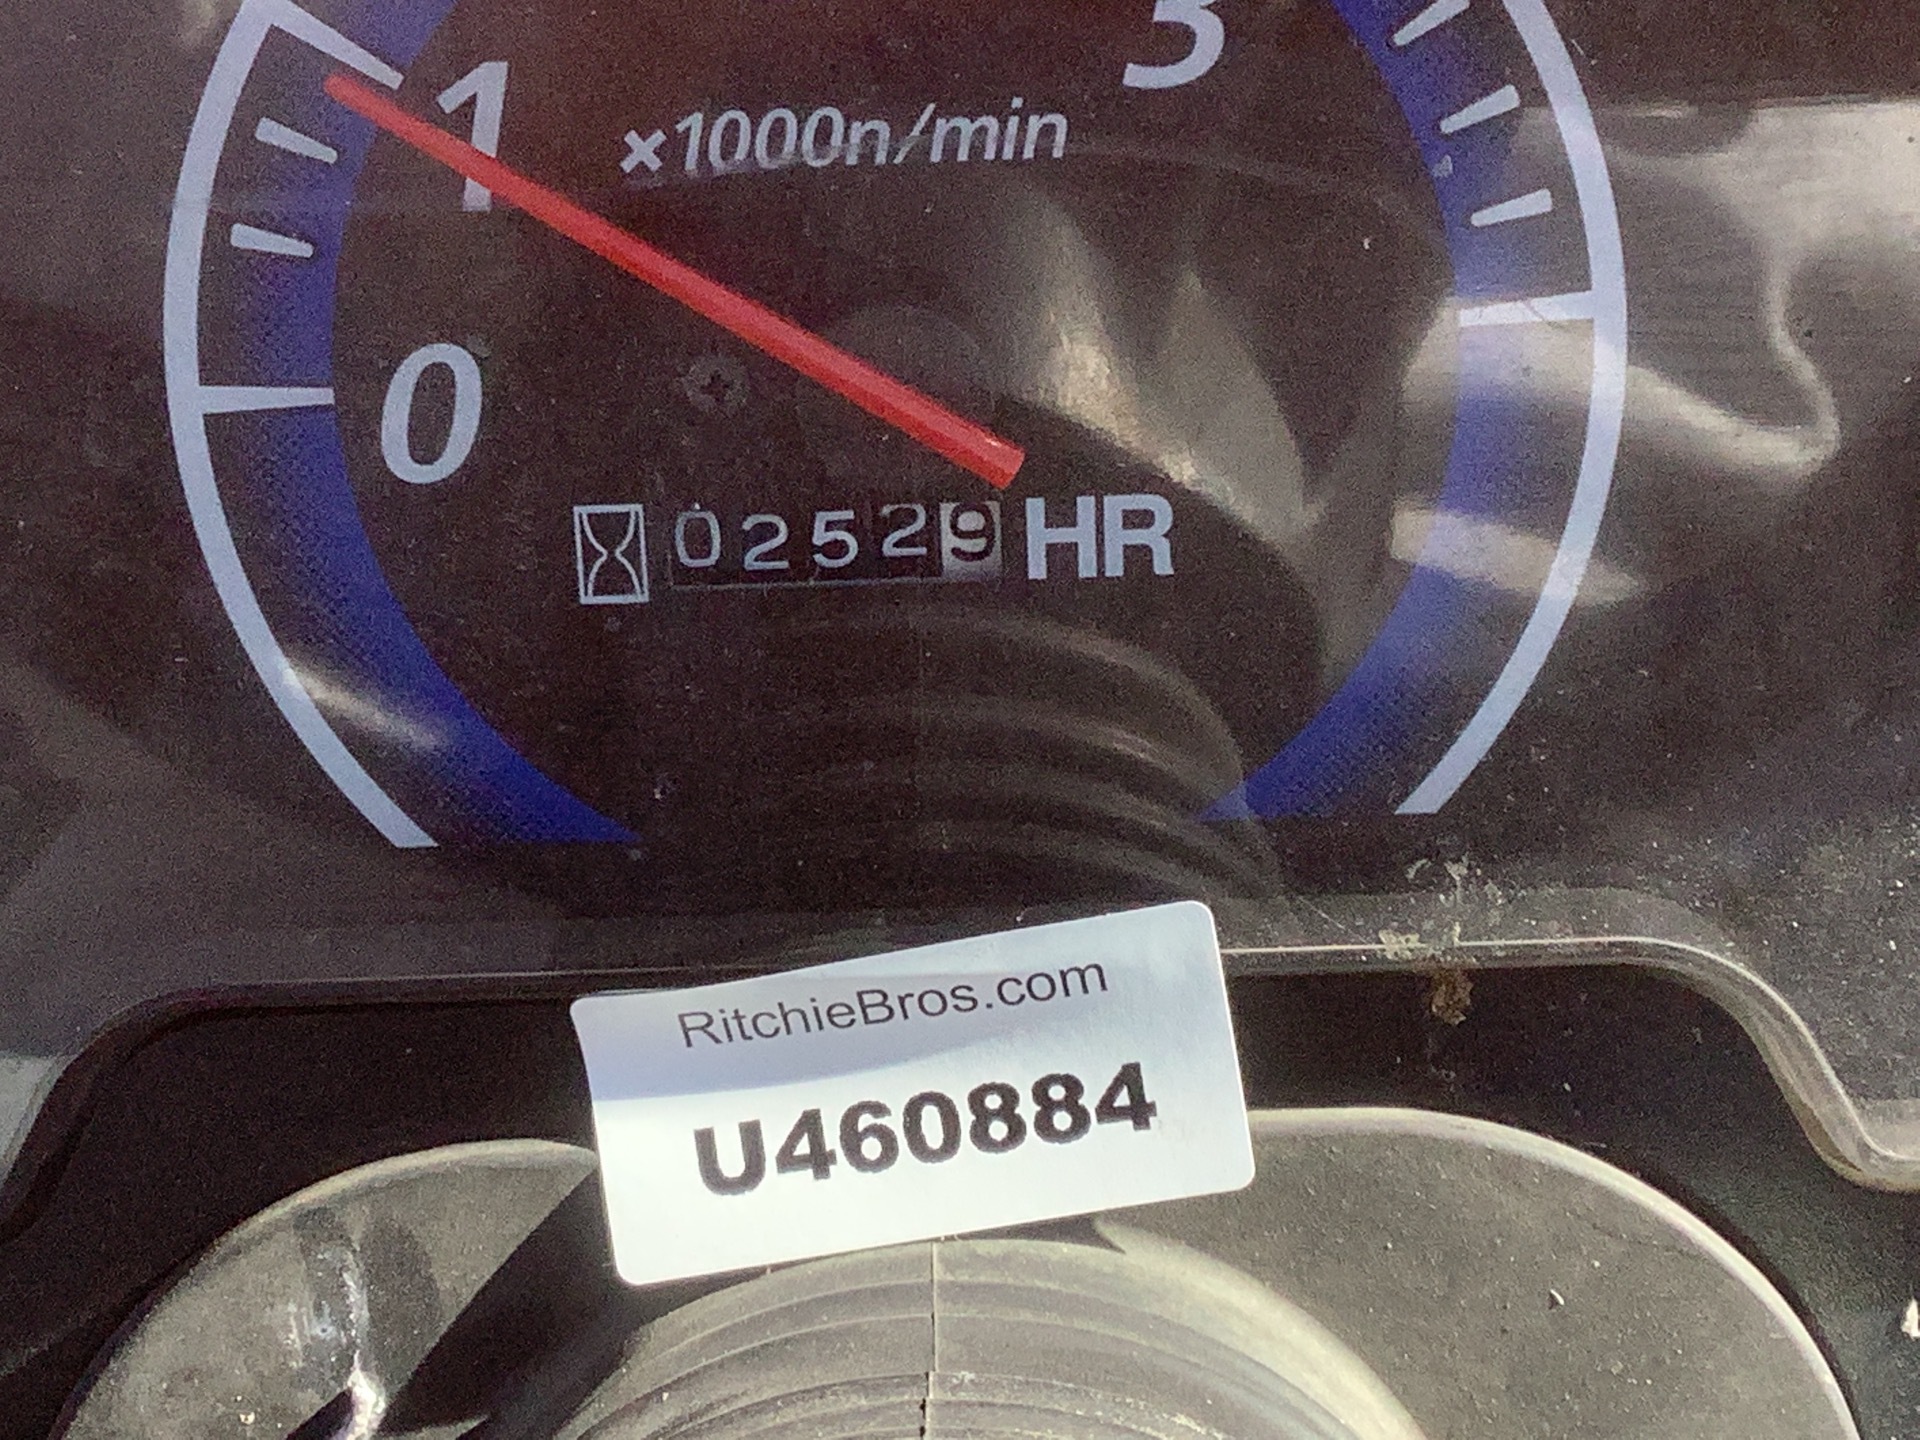 3
1
×1000n/min
0
02529 HR
RitchieBros.com
U460884